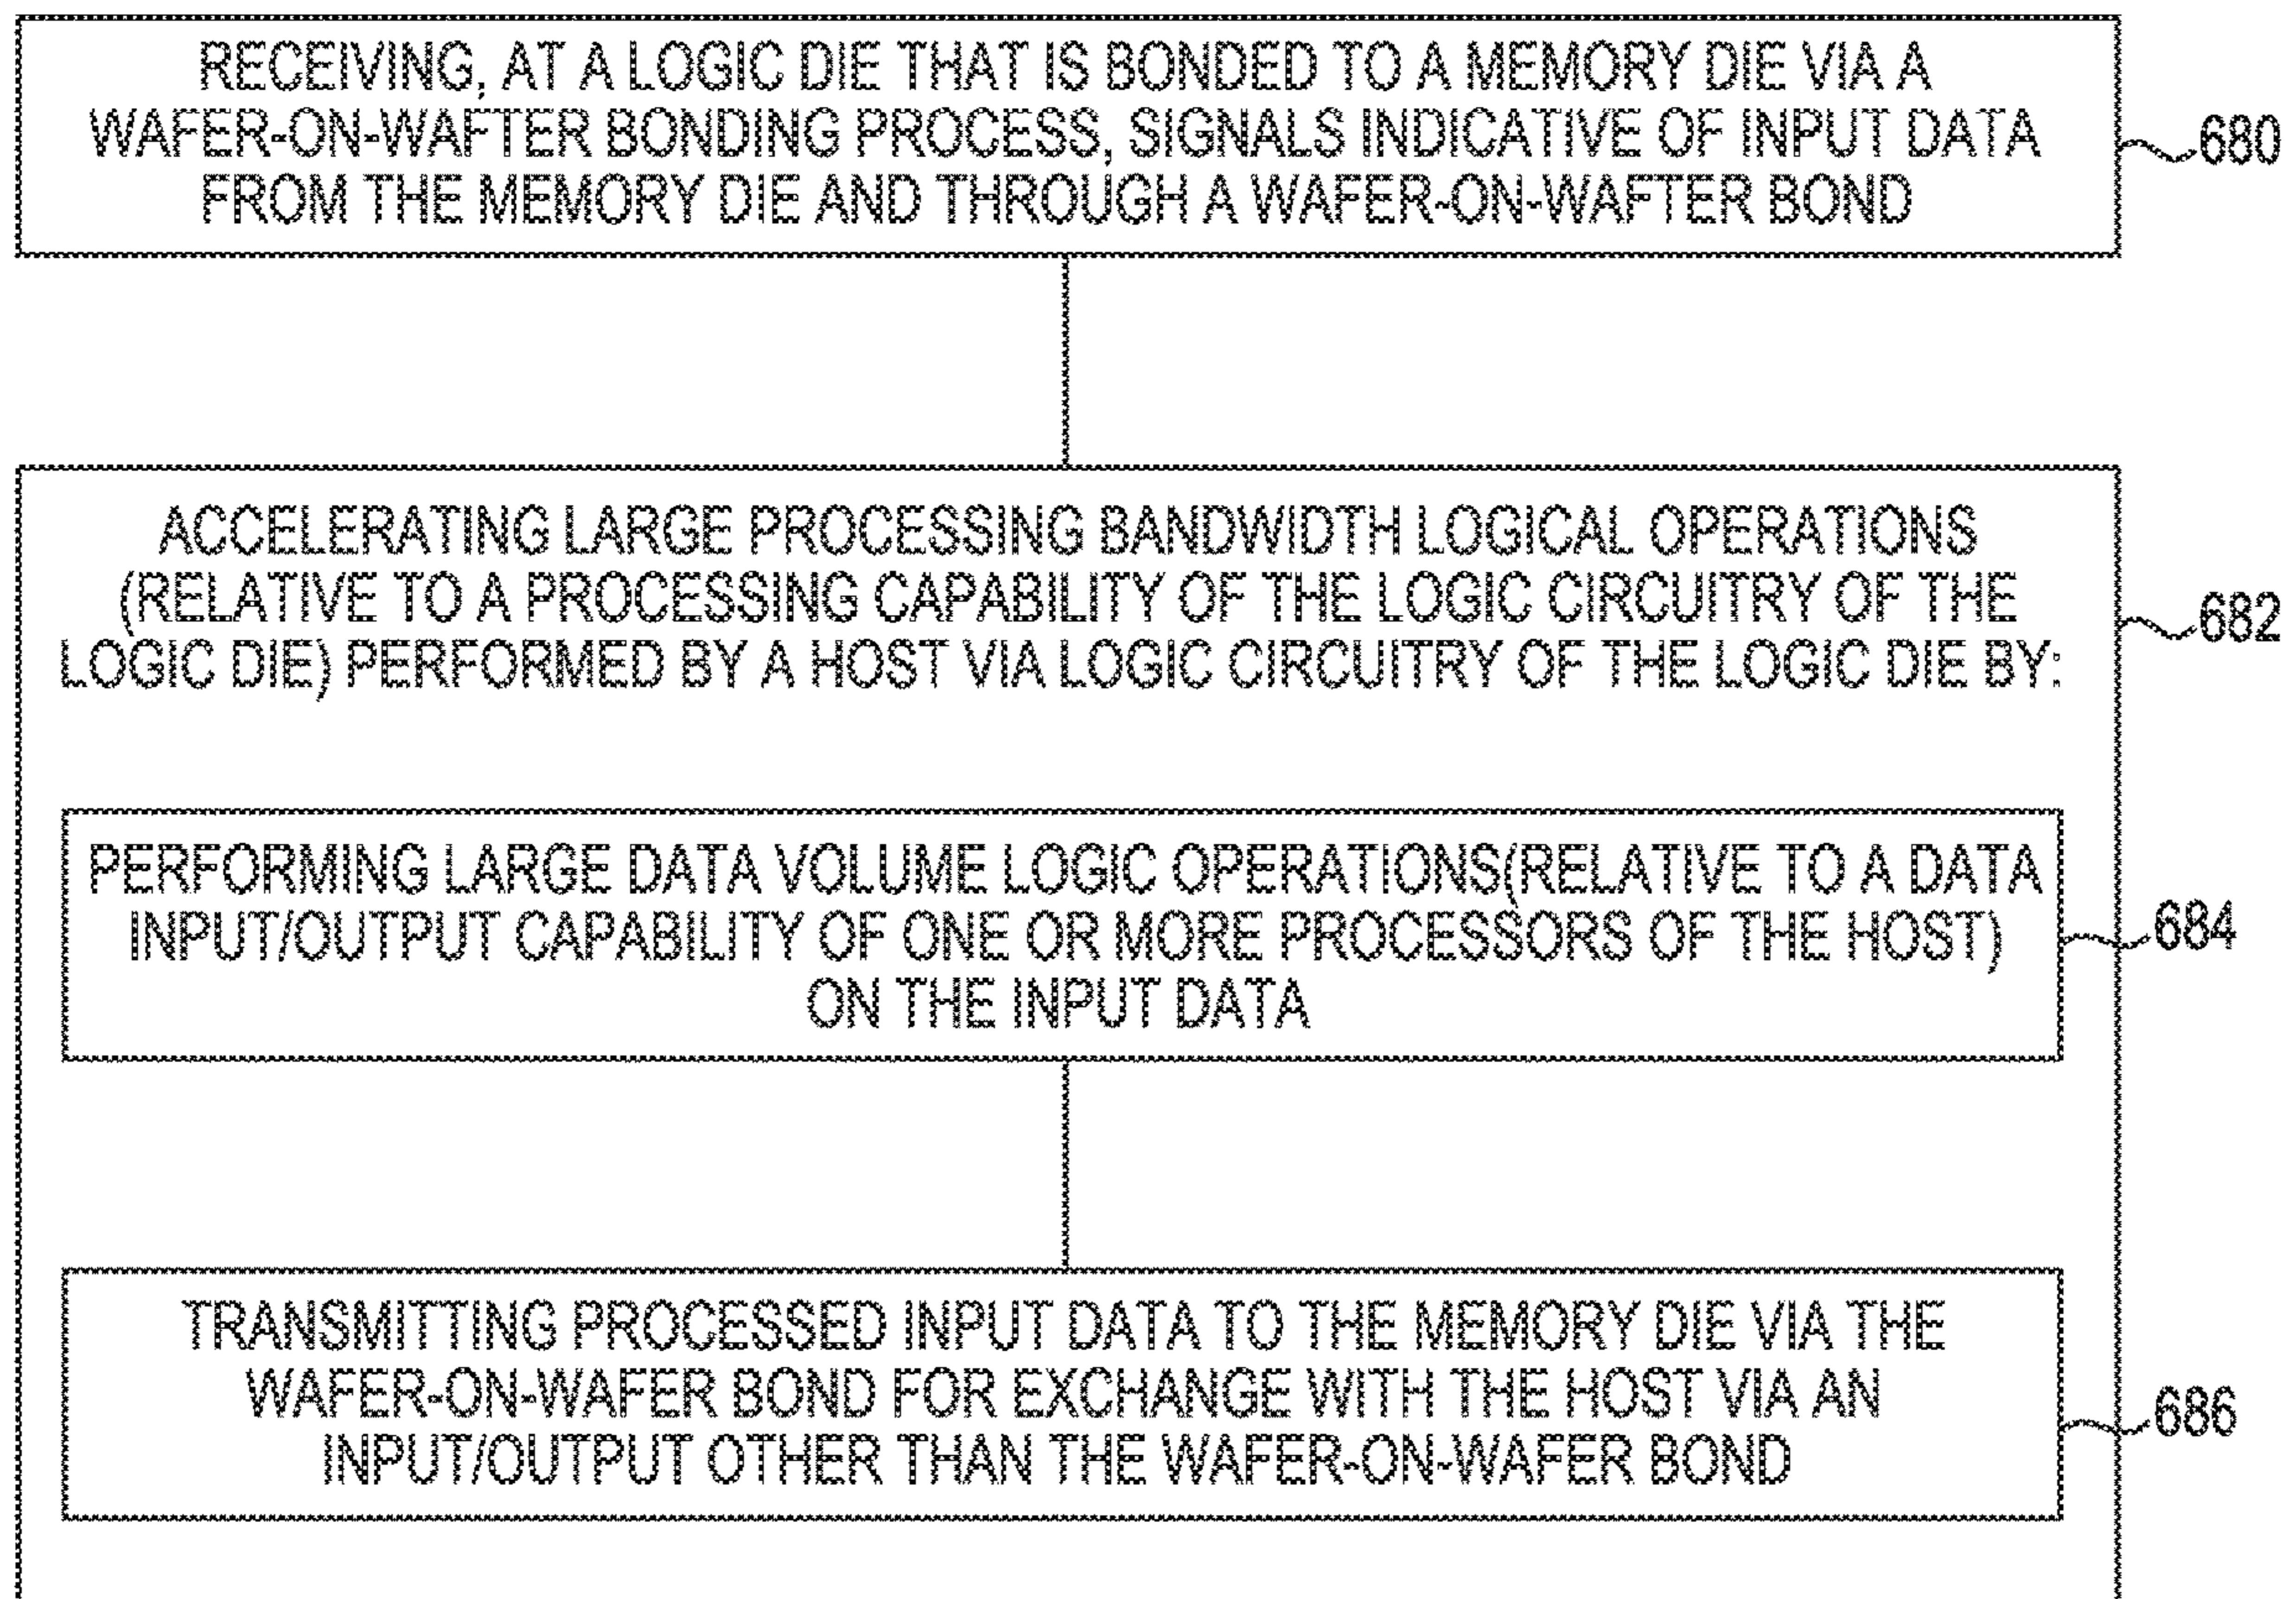 RECEIVING, AT A LOGIC DIE THAT IS BONDED TO A MEMORY DIE VIA A
WAFER-ON-WAFTER BONDING PROCESS, SIGNALS INDICATIVE OF INPUT DATA
FROM THE MEMORY DIE AND THROUGH A WAFER-ON-WAFTER BOND
680
ACCELERATING LARGE PROCESSING BANDWIDTH LOGICAL OPERATIONS
(RELATIVE TO A PROCESSING CAPABILITY OF THE LOGIC CIRCUITRY OF THE
LOGIC DIE) PERFORMED BY A HOST VIA LOGIC CIRCUITRY OF THE LOGIC DIE BY:
682
PERFORMING LARGE DATA VOLUME LOGIC OPERATIONS(RELATIVE TO A DATA
INPUT/OUTPUT CAPABILITY OF ONE OR MORE PROCESSORS OF THE HOST)
ON THE INPUT DATA
684
TRANSMITTING PROCESSED INPUT DATA TO THE MEMORY DIE VIA THE
WAFER-ON-WAFER BOND FOR EXCHANGE WITH THE HOST VIA AN
INPUT/OUTPUT OTHER THAN THE WAFER-ON-WAFER BOND
686